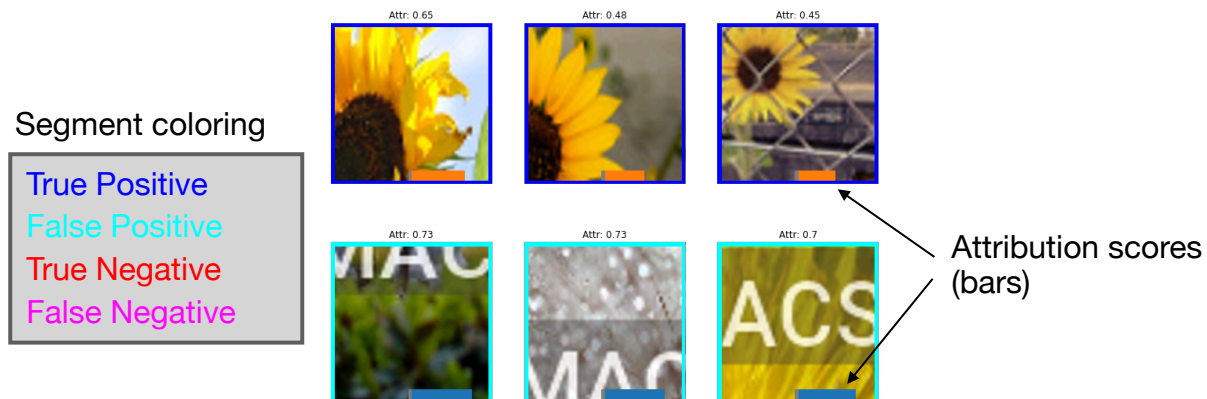 Attr: 0.65
Attr: 0.48
Attr: 0.45
Segment coloring
True Positive
False Positive
True Negative
False Negative
Attr: 0.73
Attr: 0.73
Attr: 0.7
MAC
MAC
ACS
Attribution scores
(bars)